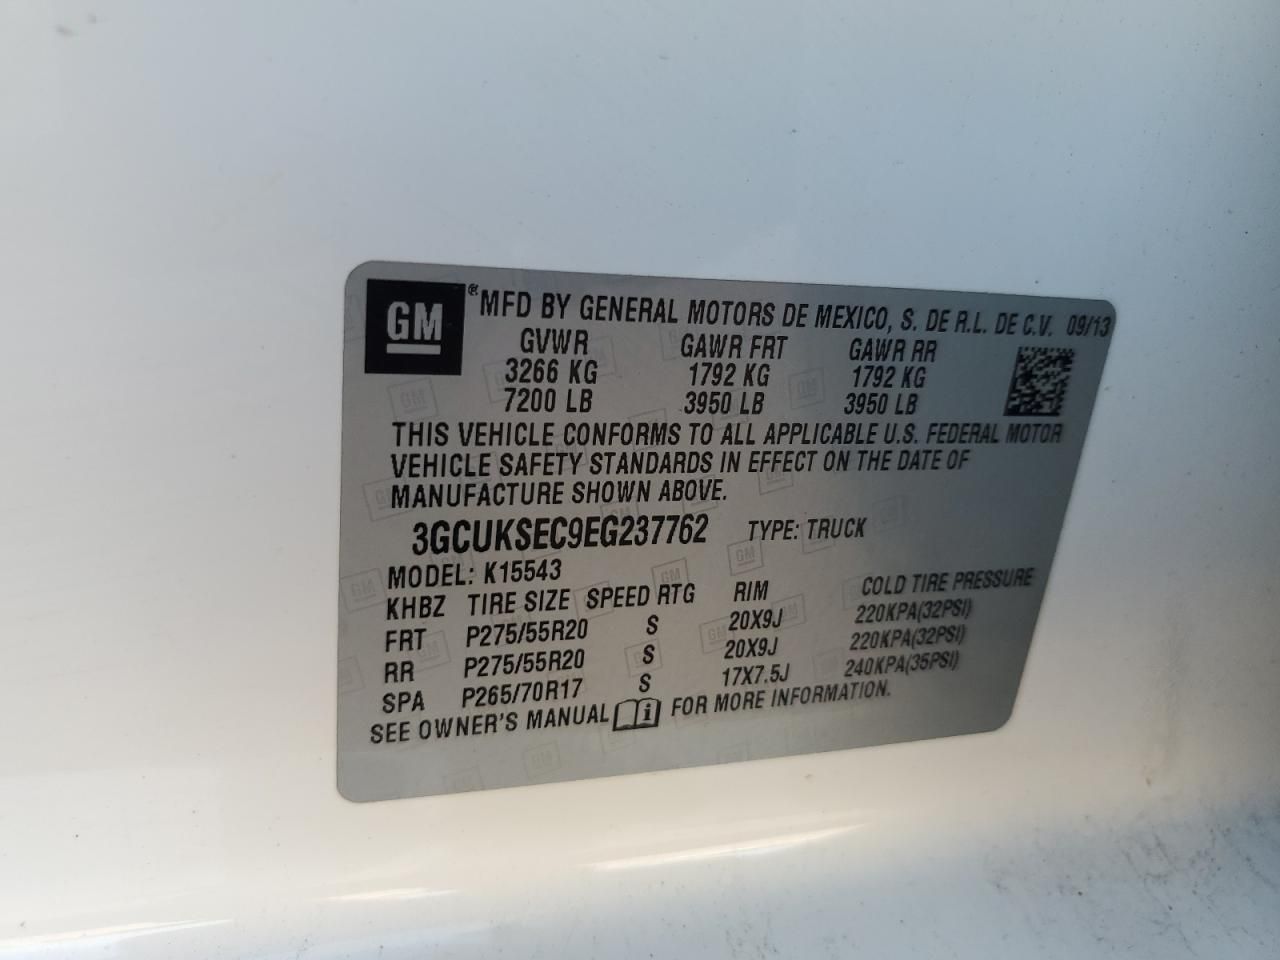 GM ® MFD BY GENERAL MOTORS DE MEXICO, S. DE R.L. DE C.V. 09/13
GVWR GAWR FRT GAWR RR
3266 KG 1792 KG 1792 KG
7200 LB 3950 LB 3950 LB
THIS VEHICLE CONFORMS TO ALL APPLICABLE U.S. FEDERAL MOTOR
VEHICLE SAFETY STANDARDS IN EFFECT ON THE DATE OF
MANUFACTURE SHOWN ABOVE.
3GCUKSEC9EG237762 TYPE: TRUCK
MODEL: K15543
KHBZ TIRE SIZE SPEED RTG RIM COLD TIRE PRESSURE
FRT P275/55R20 S 20X9J 220KPA(32PSI)
RR P275/55R20 S 20X9J 220KPA(32PSI)
SPA P265/70R17 S 17X7.5J 240KPA(35PSI)
SEE OWNER'S MANUAL i FOR MORE INFORMATION.